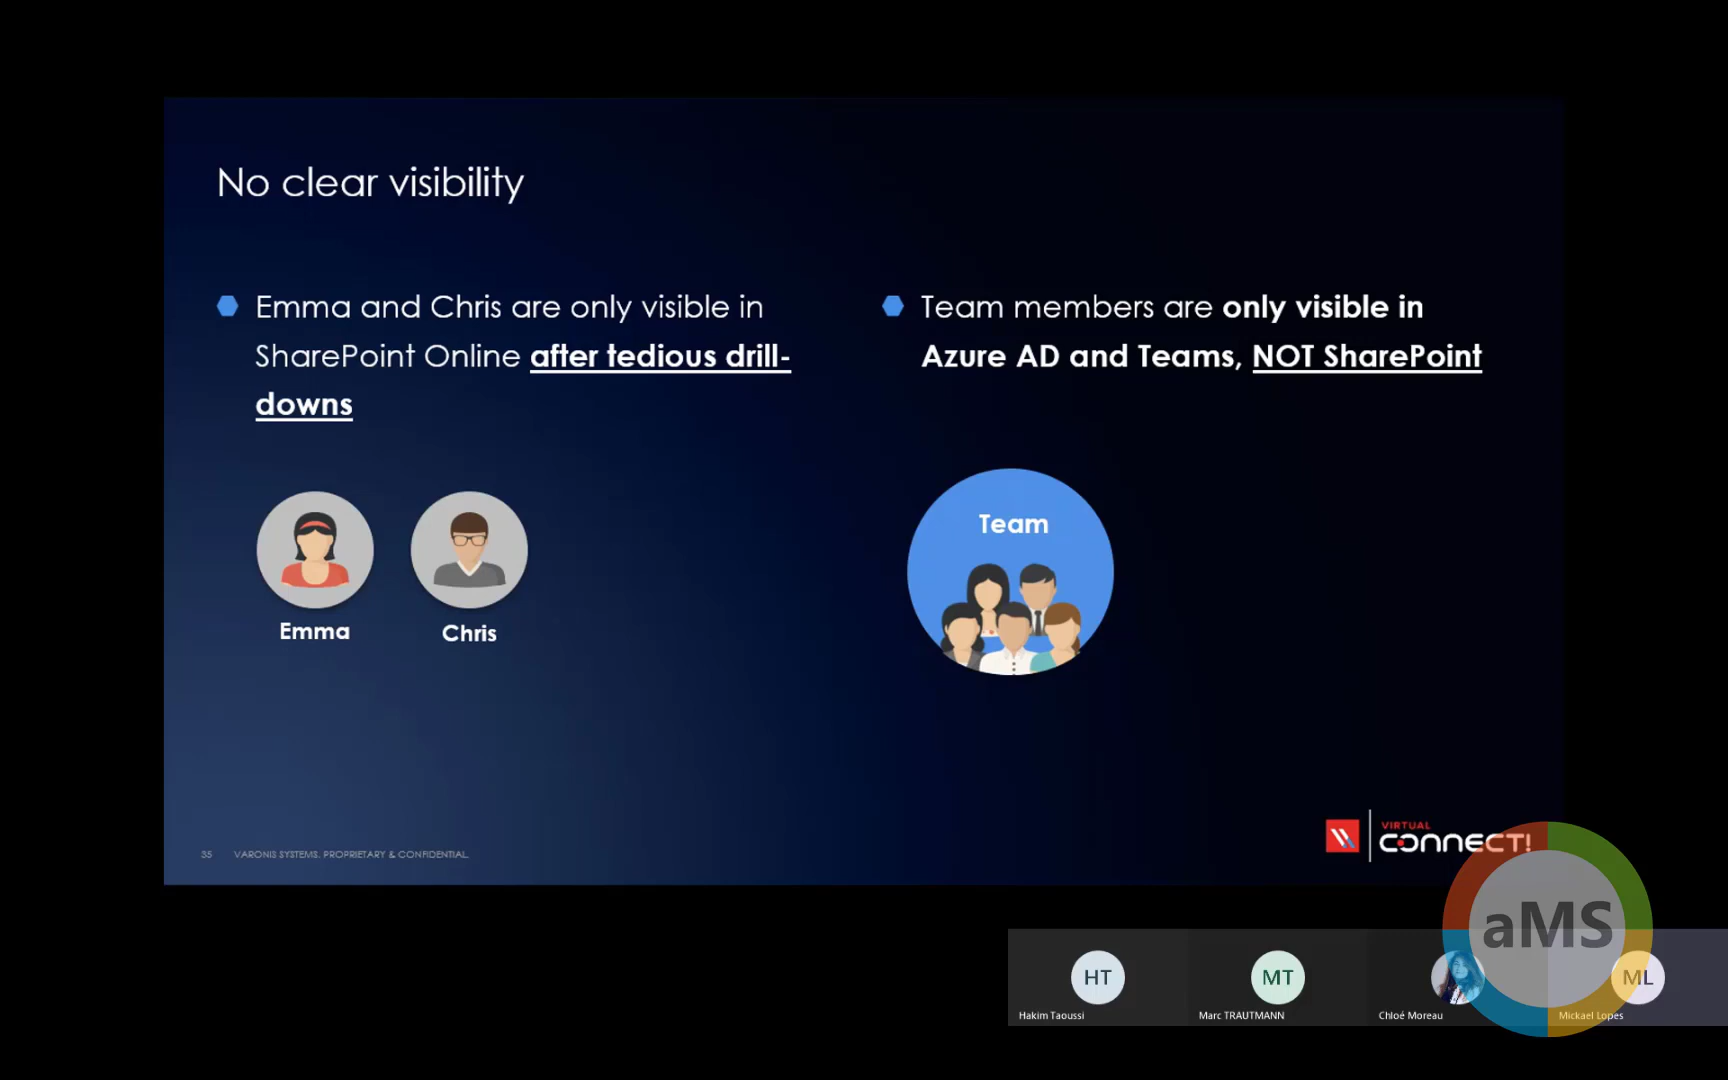 No clear visibility
Emma and Chris are only visible in
SharePoint Online after tedious drill-
downs
Team members are only visible in
Azure AD and Teams, NOT SharePoint
Team
Emma
Chris
35 VARONIS SYSTEMS. PROPRIETARY & CONFIDENTIAL.
VIRTUAL
CONNECT!
aMS
HT
MT
ML
Hakim Taoussi
Marc TRAUTMANN
Chloé Moreau
Mickael Lopes